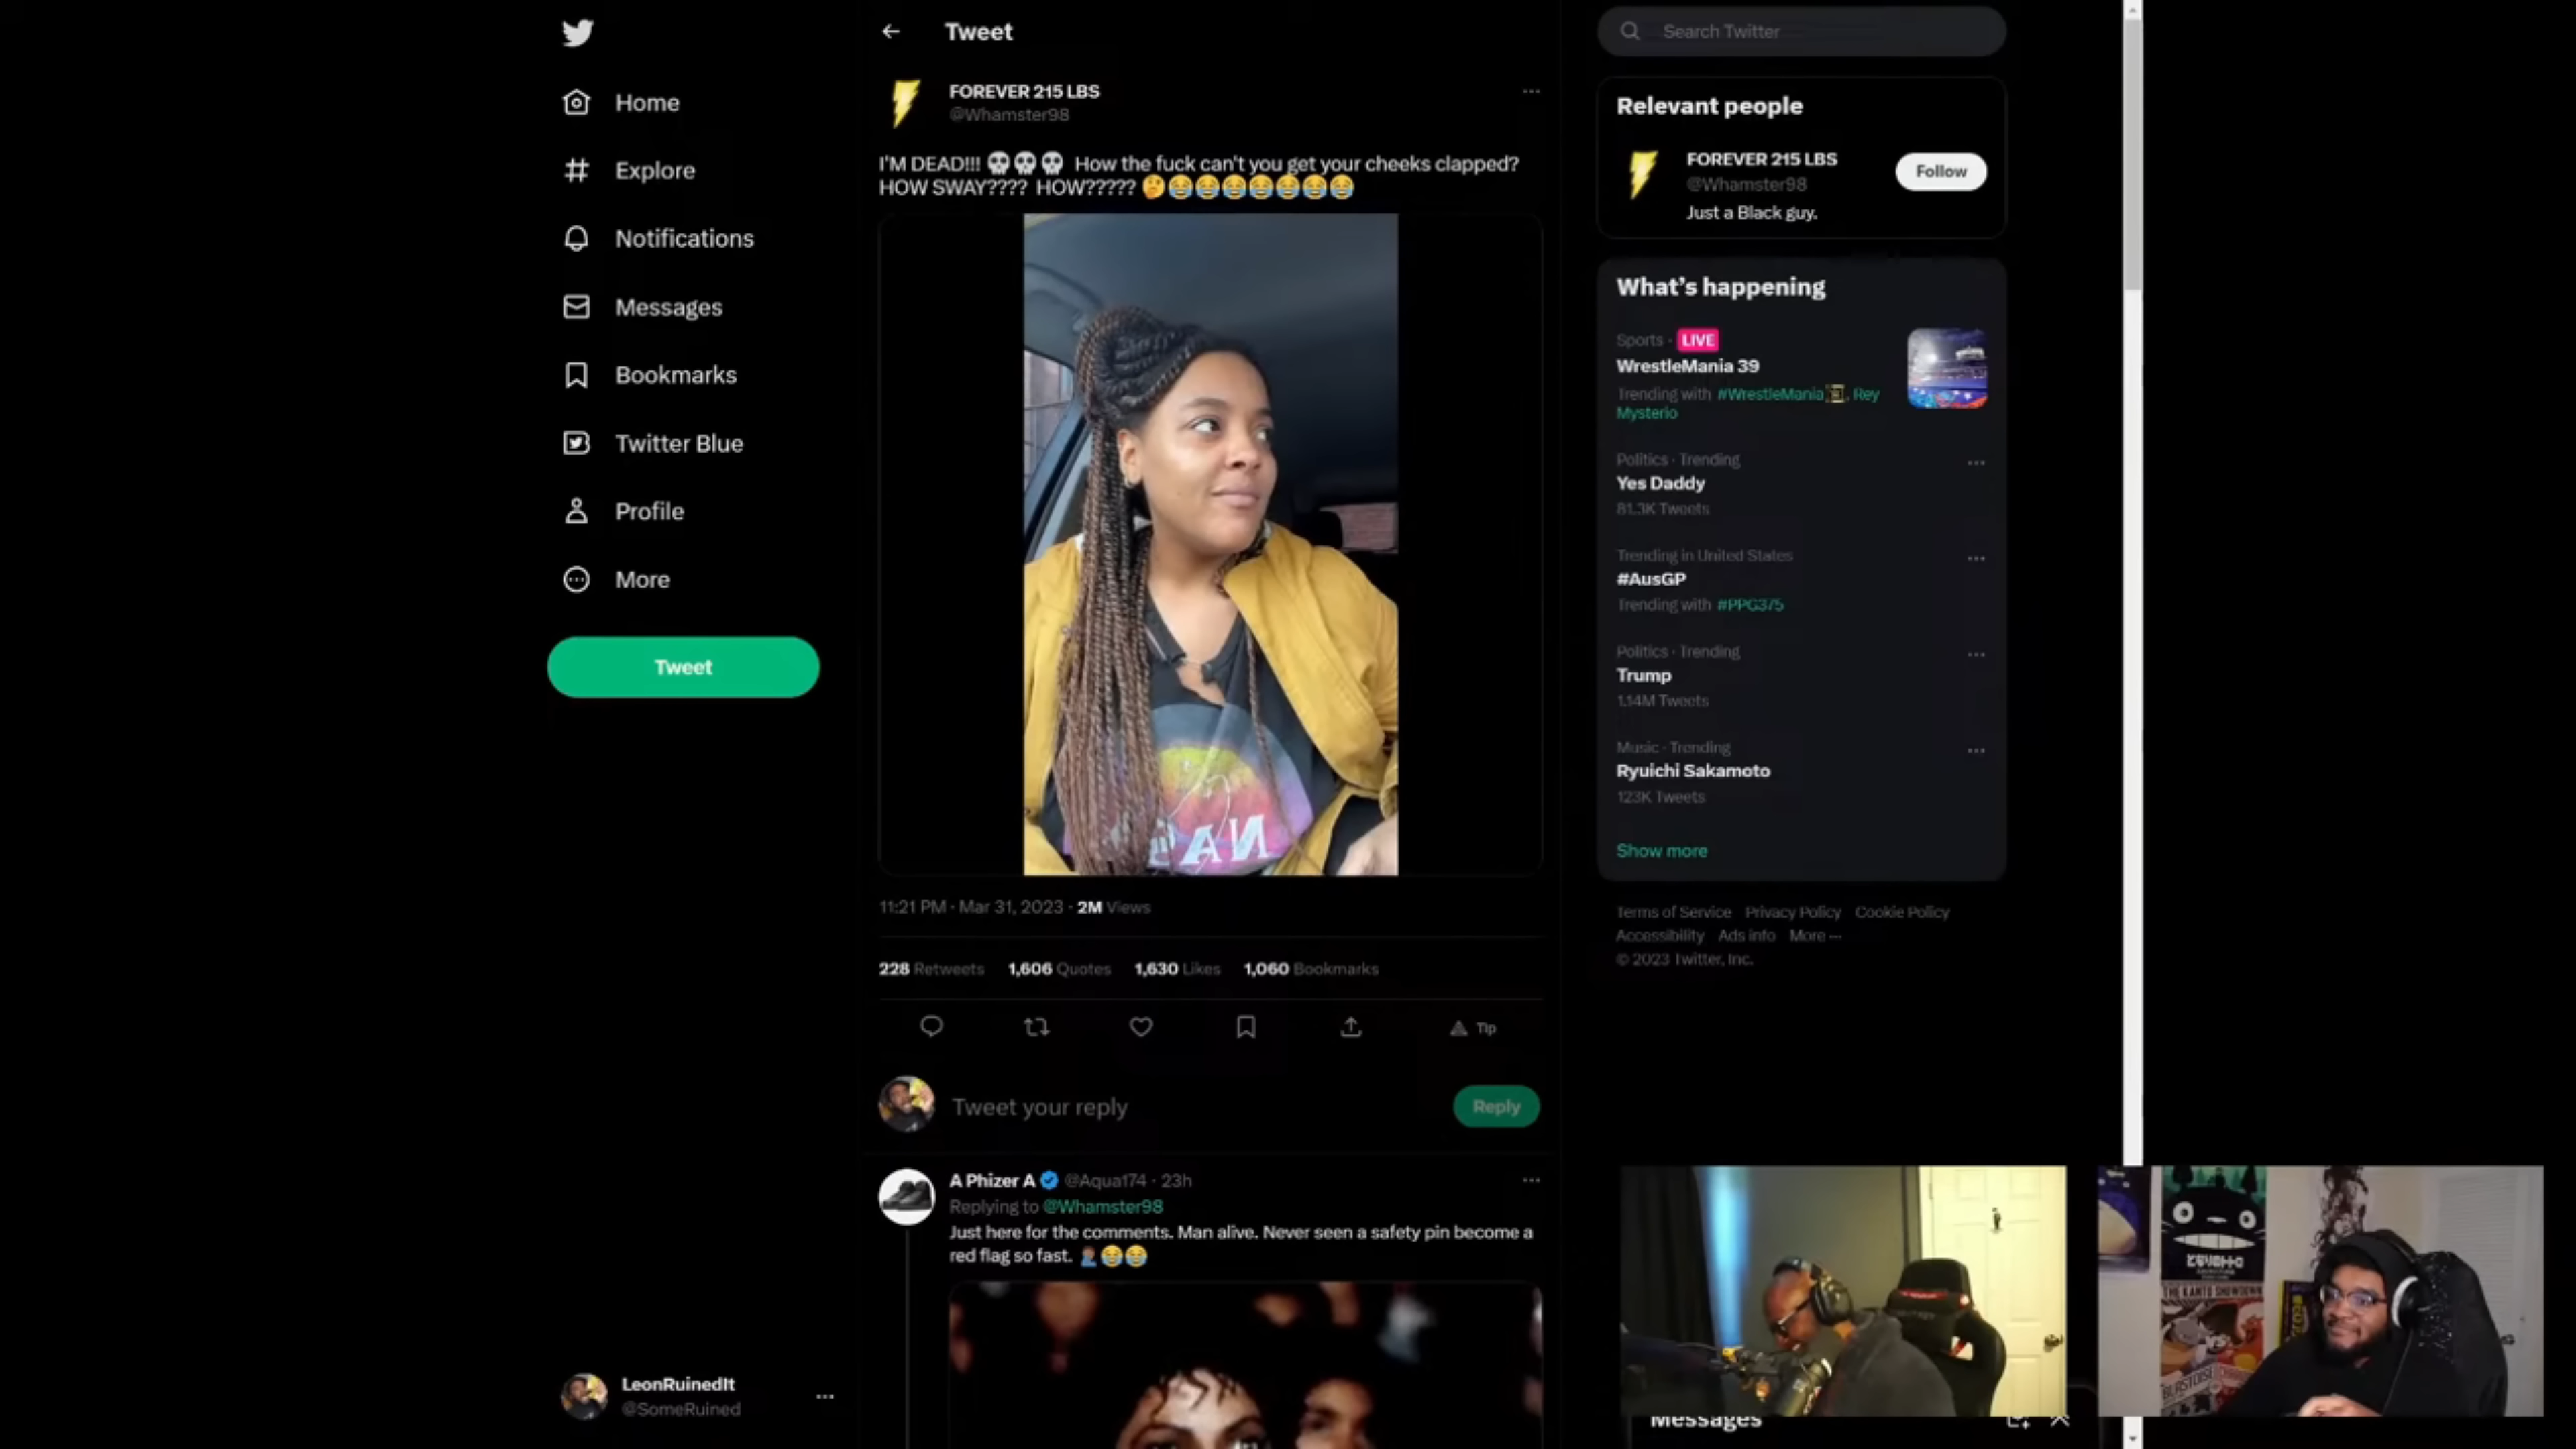 Home
Explore
Notifications
Messages
Bookmarks
Twitter Blue
Profile
More
Tweet
LeonRuinedIt
@SomeRuined
Tweet
FOREVER 215 LBS
@Whamster98
I'M DEAD!!! 💀💀💀 How the fuck can't you get your cheeks clapped?
HOW SWAY???? HOW????? 🤔😂😂😂😂😂😂😂
11:21 PM · Mar 31, 2023 · 2M Views
228 Retweets 1,606 Quotes 1,630 Likes 1,060 Bookmarks
Tip
Tweet your reply
Reply
A Phizer A @Aqua174 · 23h
Replying to @Whamster98
Just here for the comments. Man alive. Never seen a safety pin become a
red flag so fast. 🤦🏾‍♂️😂😂
Search Twitter
Relevant people
FOREVER 215 LBS
@Whamster98
Just a Black guy.
Follow
What's happening
Sports · LIVE
WrestleMania 39
Trending with #WrestleMania, Rey
Mysterio
Politics · Trending
Yes Daddy
81.3K Tweets
Trending in United States
#AusGP
Trending with #PPG375
Politics · Trending
Trump
1.14M Tweets
Music · Trending
Ryuichi Sakamoto
123K Tweets
Show more
Terms of Service Privacy Policy Cookie Policy
Accessibility Ads info More ···
© 2023 Twitter, Inc.
THE KANTO SHOWDOWN
BLASTOISE
Messages